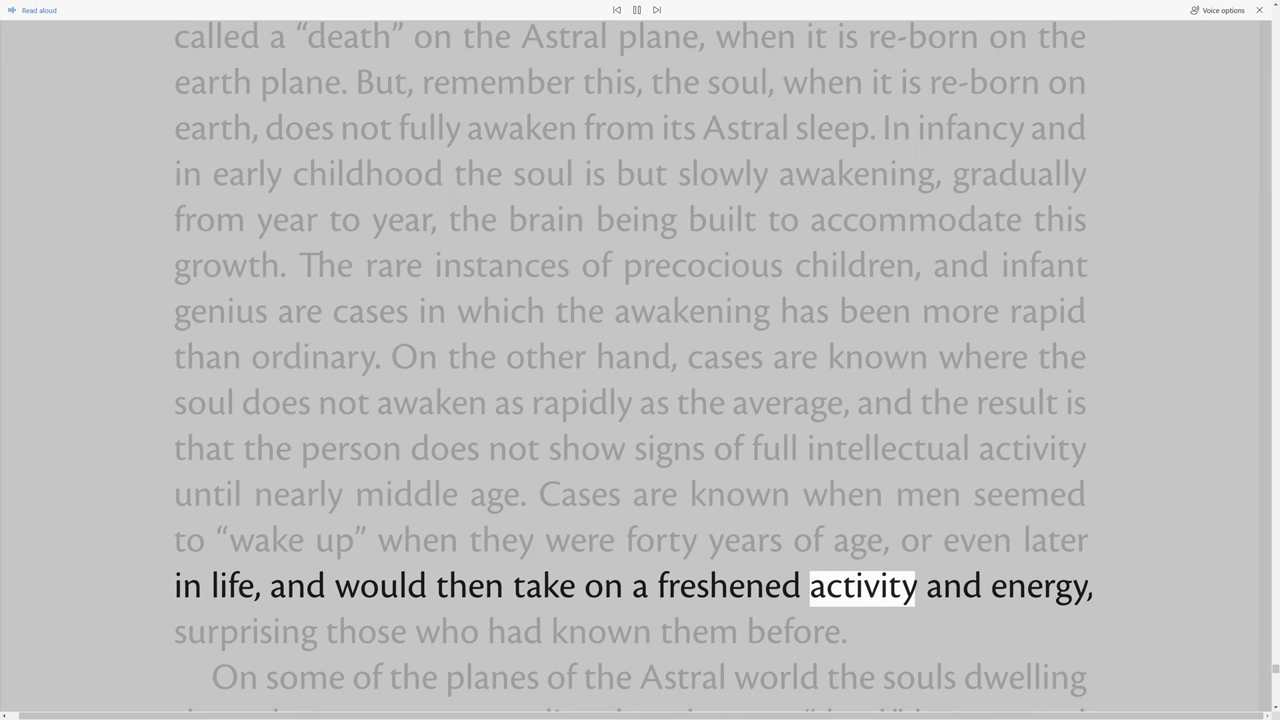 Read aloud
Voice options
called a “death” on the Astral plane, when it is re-born on the
earth plane. But, remember this, the soul, when it is re-born on
earth, does not fully awaken from its Astral sleep. In infancy and
in early childhood the soul is but slowly awakening, gradually
from year to year, the brain being built to accommodate this
growth. The rare instances of precocious children, and infant
genius are cases in which the awakening has been more rapid
than ordinary. On the other hand, cases are known where the
soul does not awaken as rapidly as the average, and the result is
that the person does not show signs of full intellectual activity
until nearly middle age. Cases are known when men seemed
to “wake up” when they were forty years of age, or even later
in life, and would then take on a freshened activity and energy,
surprising those who had known them before.
On some of the planes of the Astral world the souls dwelling